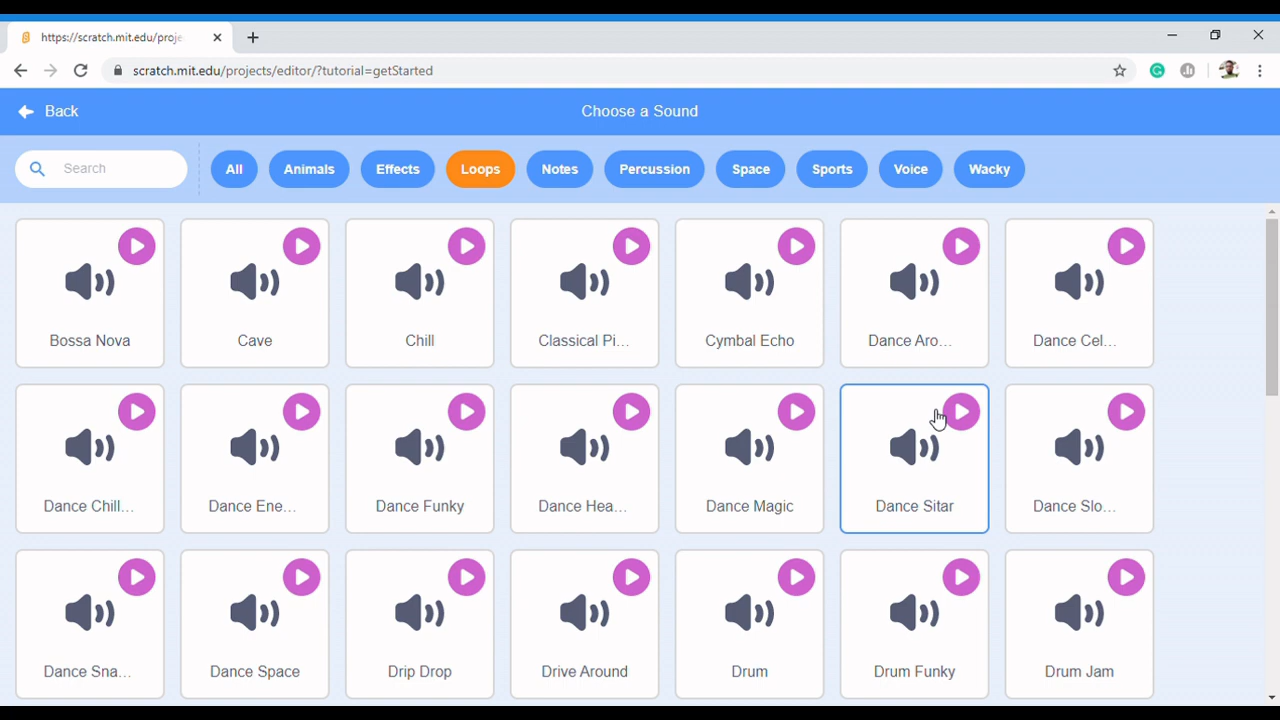 https://scratch.mit.edu/proje
scratch.mit.edu/projects/editor/?tutorial=getStarted
Back
Choose a Sound
Search
All
Animals
Effects
Loops
Notes
Percussion
Space
Sports
Voice
Wacky
Bossa Nova
Cave
Chill
Classical Pi...
Cymbal Echo
Dance Aro...
Dance Cel...
Dance Chill...
Dance Ene...
Dance Funky
Dance Hea...
Dance Magic
Dance Sitar
Dance Slo...
Dance Sna...
Dance Space
Drip Drop
Drive Around
Drum
Drum Funky
Drum Jam